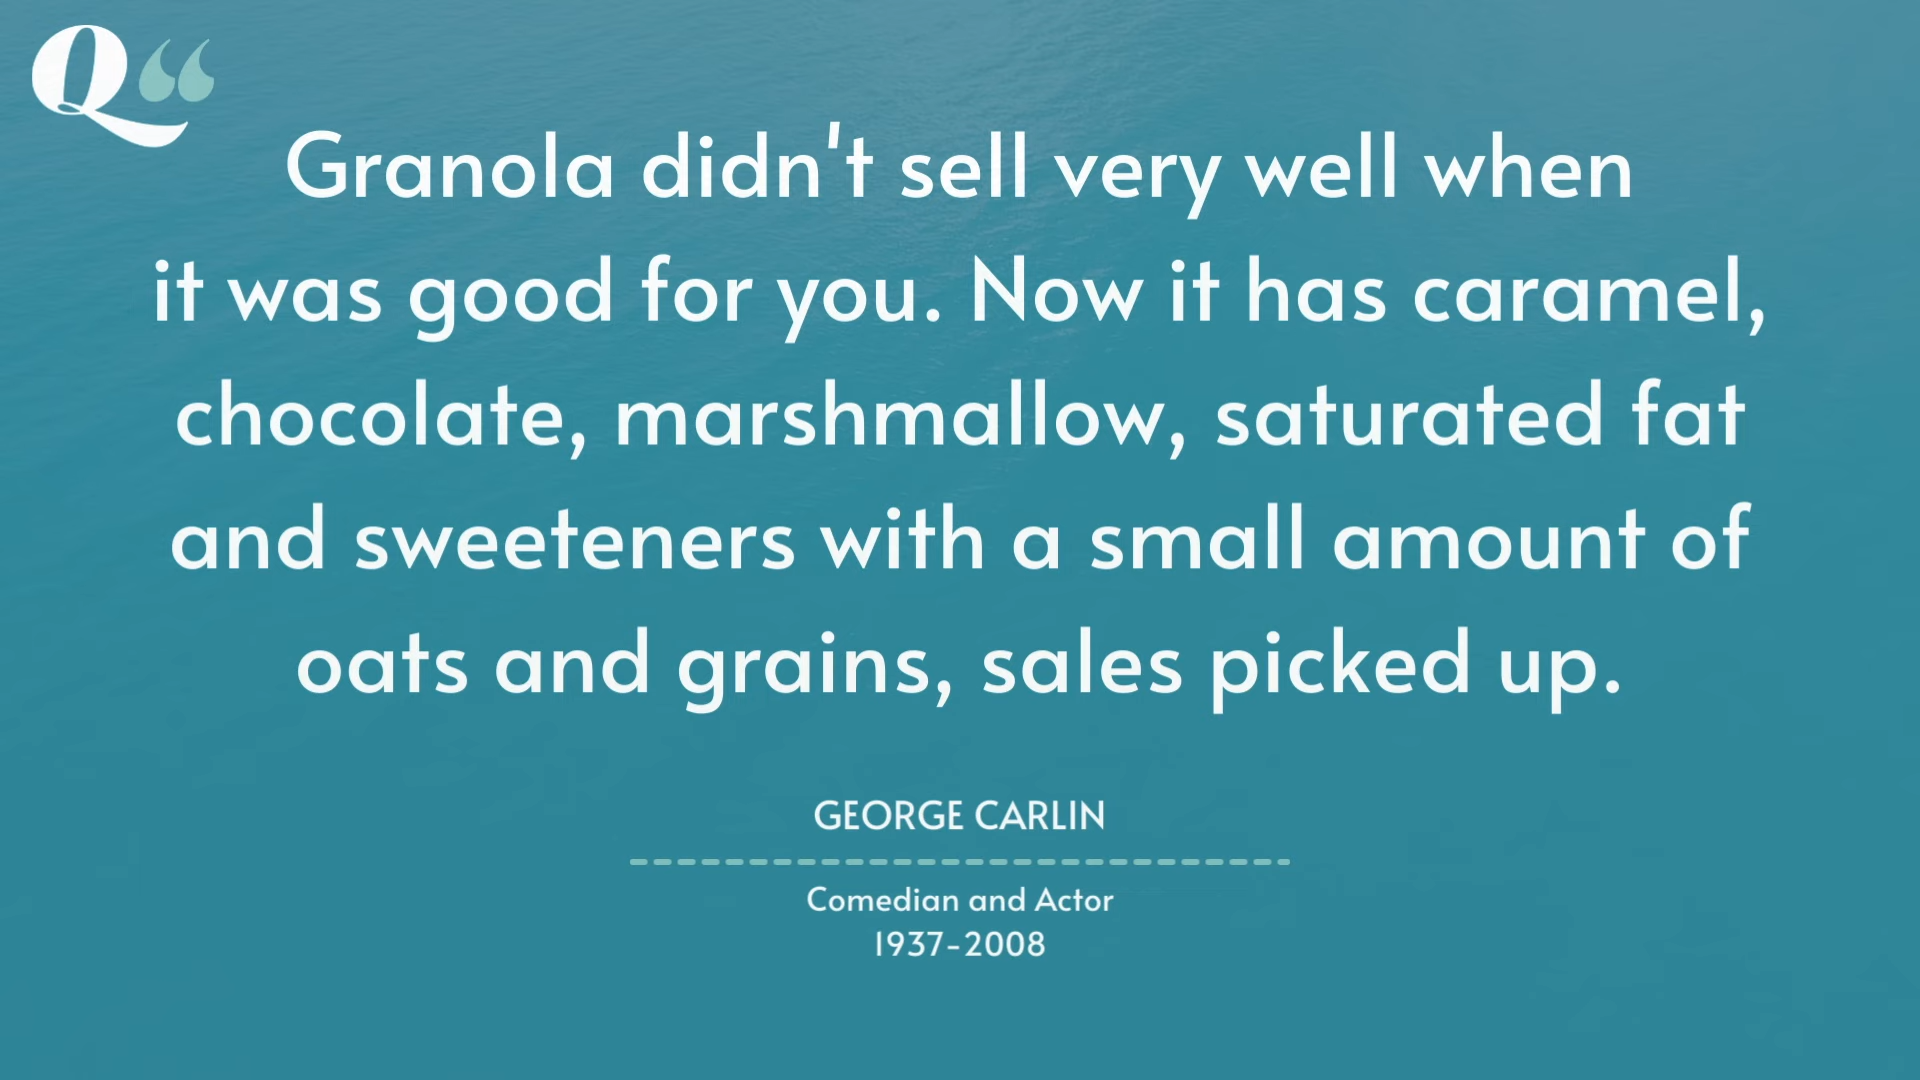 Q“
Granola didn't sell very well when
it was good for you. Now it has caramel,
chocolate, marshmallow, saturated fat
and sweeteners with a small amount of
oats and grains, sales picked up.
GEORGE CARLIN
Comedian and Actor
1937-2008